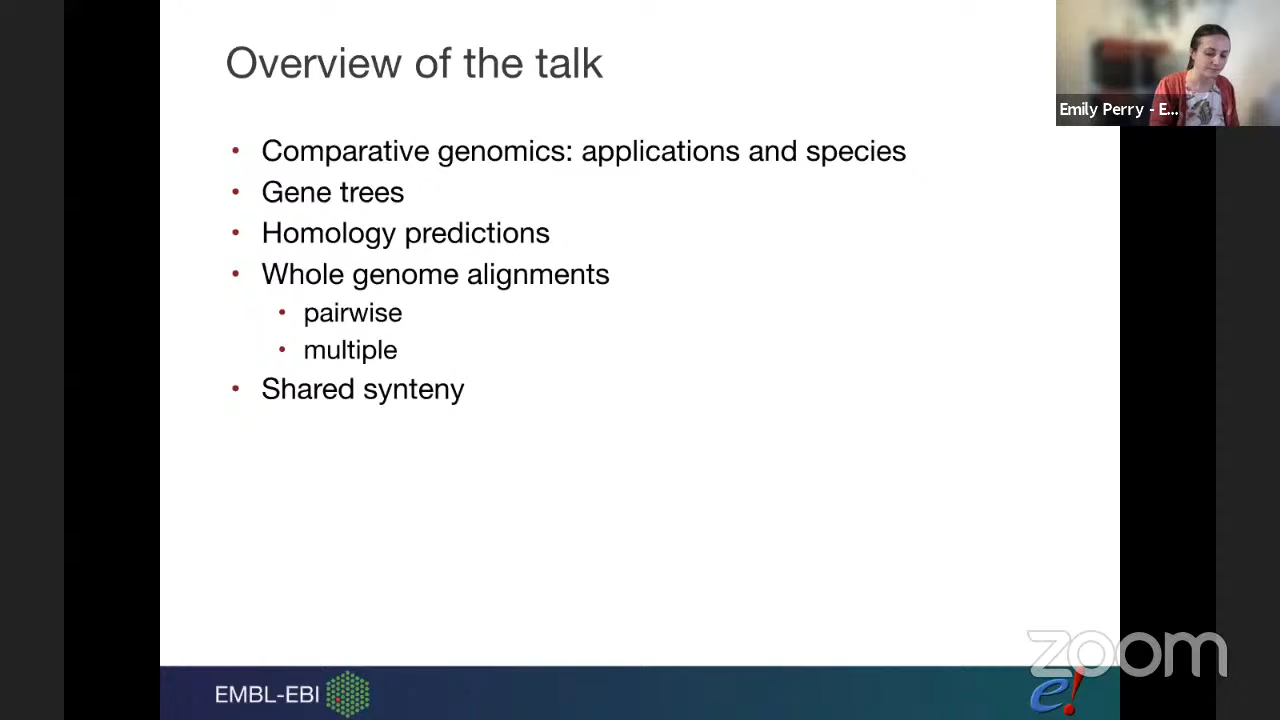 Overview of the talk
Emily Perry - E...
• Comparative genomics: applications and species
• Gene trees
• Homology predictions
• Whole genome alignments
• pairwise
• multiple
• Shared synteny
zoom
EMBL-EBI
e!